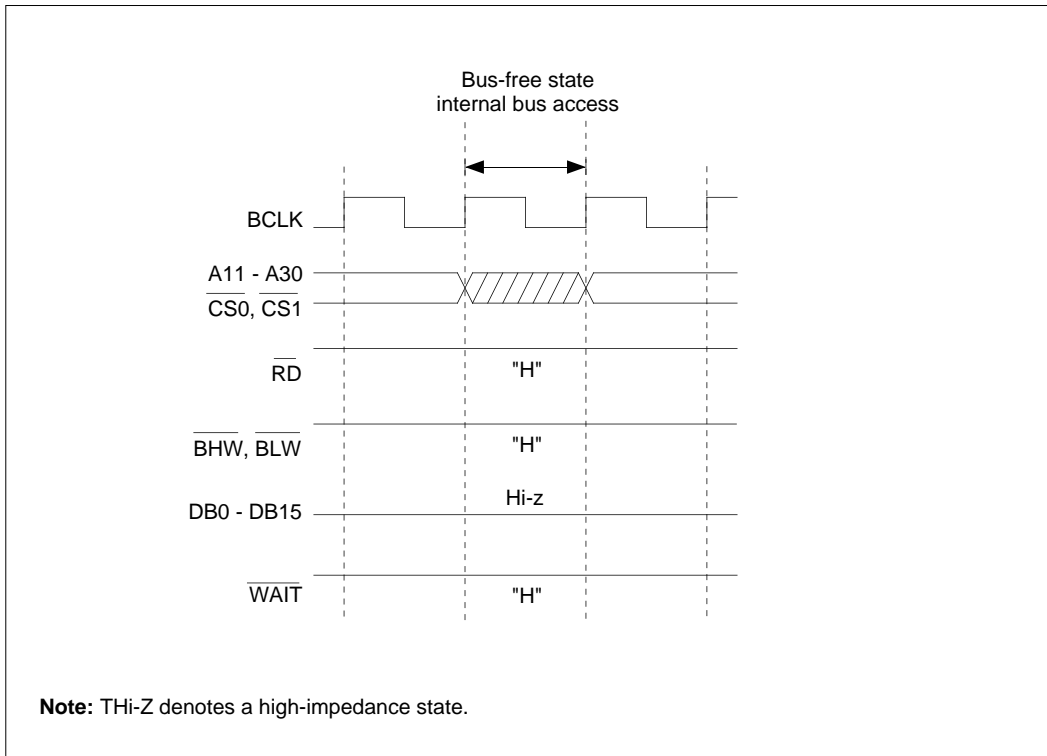 Bus-free state
internal bus access
BCLK
A11 - A30
CS0, CS1
RD
"H"
BHW, BLW
"H"
Hi-z
DB0 - DB15
WAIT
"H"
Note: THi-Z denotes a high-impedance state.